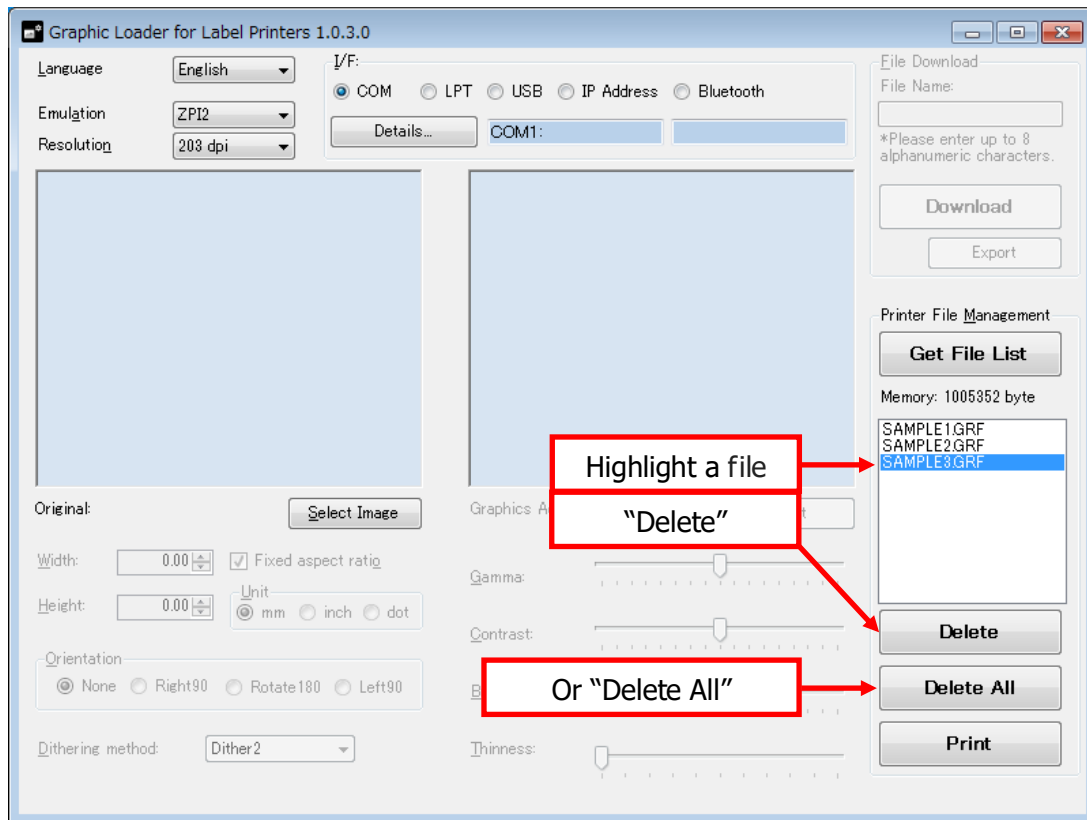 Graphic Loader for Label Printers 1.0.3.0
Language
English
Emulation
ZPI2
Resolution
203 dpi
I/F:
COM LPT USB IP Address Bluetooth
Details...
COM1:
File Download
File Name:
*Please enter up to 8
alphanumeric characters.
Download
Export
Printer File Management
Get File List
Memory: 1005352 byte
SAMPLE1.GRF
SAMPLE2.GRF
SAMPLE3.GRF
Highlight a file
"Delete"
Or "Delete All"
Delete
Delete All
Print
Original:
Select Image
Width: 0.00 Fixed aspect ratio
Height: 0.00
Unit
mm inch dot
Orientation
None Right90 Rotate180 Left90
Dithering method: Dither2
Graphics
Gamma:
Contrast:
Thinness: